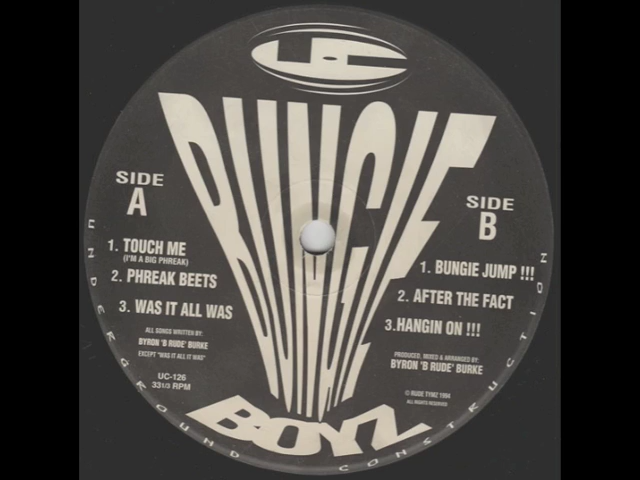 UC
BUNGIE
BOYZ
SIDE
A
1. TOUCH ME
(I'M A BIG PHREAK)
2. PHREAK BEETS
3. WAS IT ALL WAS
ALL SONGS WRITTEN BY:
BYRON 'B RUDE' BURKE
EXCEPT "WAS IT ALL IT WAS"
UC-126
33 1/3 RPM
SIDE
B
1. BUNGIE JUMP !!!
2. AFTER THE FACT
3.HANGIN ON !!!
PRODUCED, MIXED & ARRANGED BY:
BYRON 'B RUDE' BURKE
© RUDE TYMZ 1994
ALL RIGHTS RESERVED
UNDERGROUND CONSTRUCTION